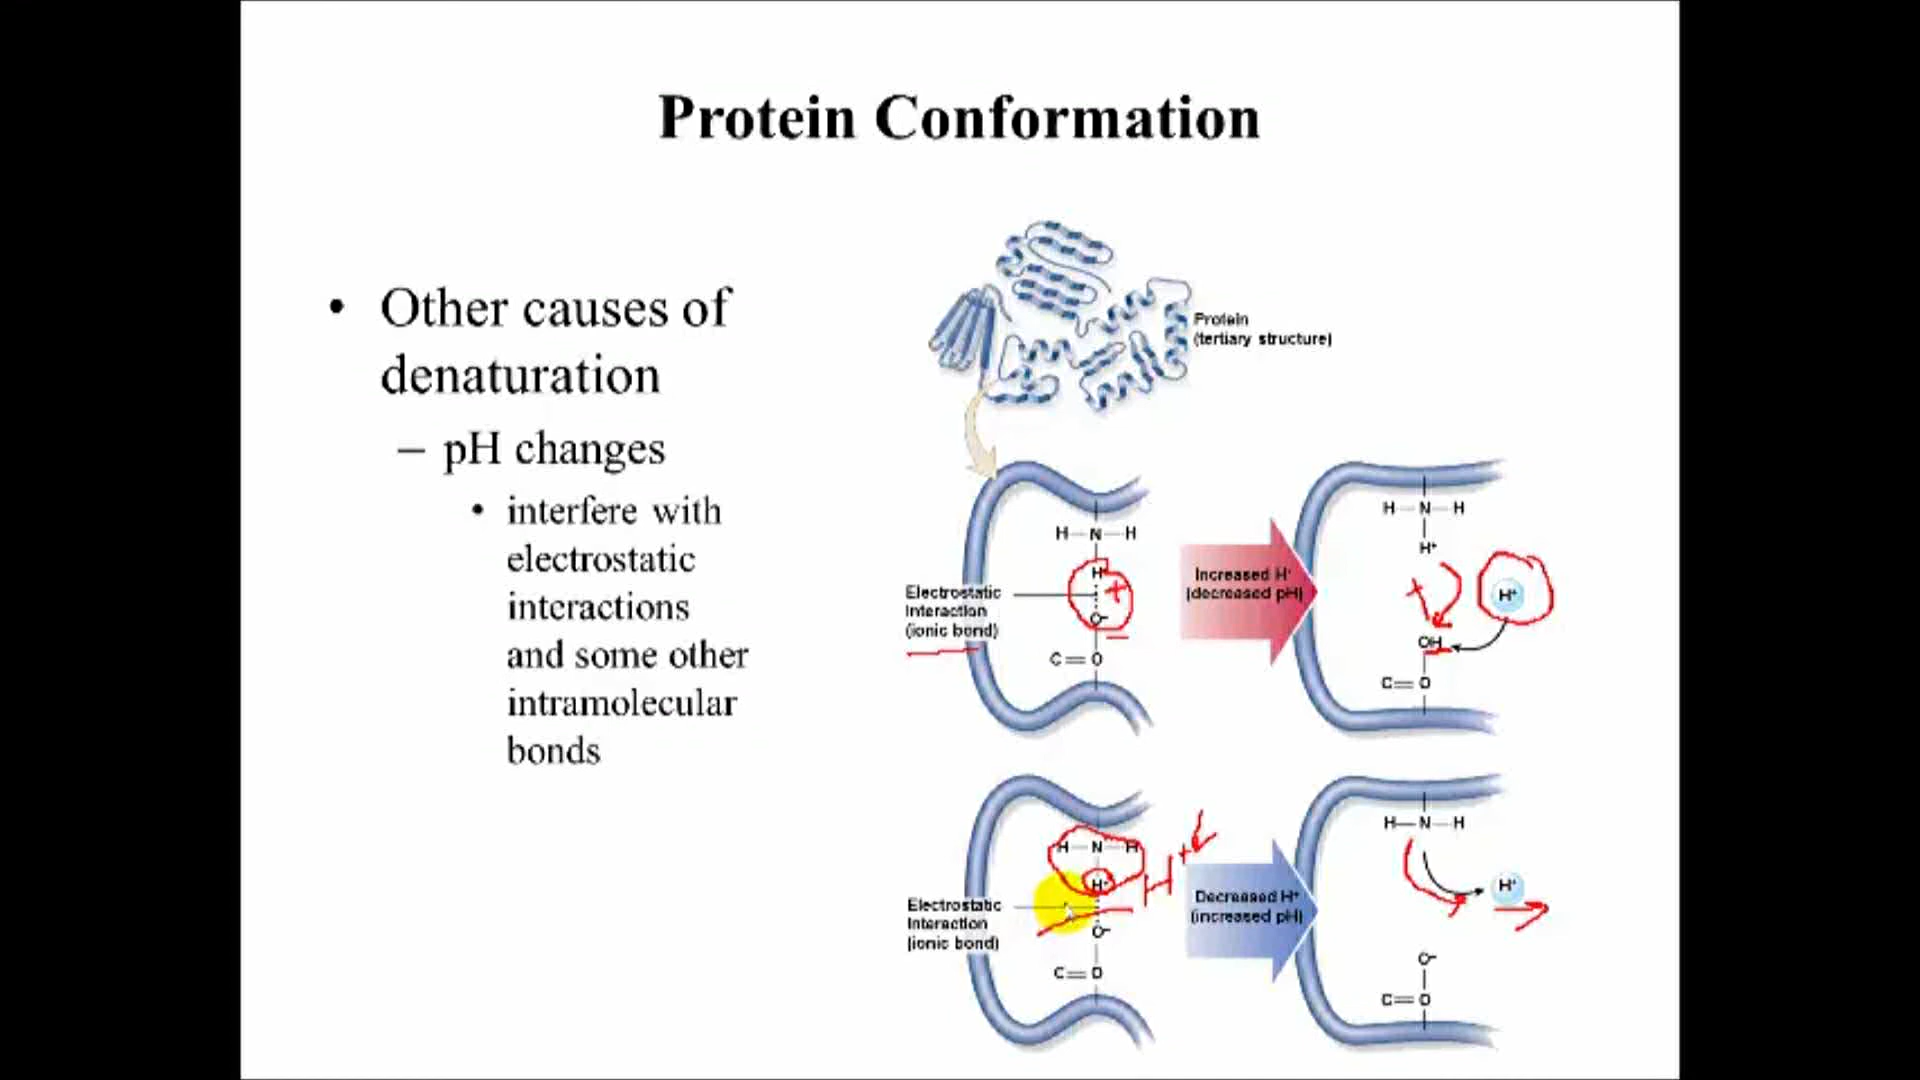 Protein Conformation
• Other causes of
denaturation
– pH changes
• interfere with
electrostatic
interactions
and some other
intramolecular
bonds
Protein
(tertiary structure)
H—N—H
H⁺
+
O⁻
–
C=O
Electrostatic
Interaction
(ionic bond)
Increased H⁺
(decreased pH)
H—N—H
H⁺
H⁺
OH
C=O
H—N—H
H⁺
O⁻
C=O
H⁺
Electrostatic
Interaction
(ionic bond)
Decreased H⁺
(increased pH)
H—N—H
H⁺
O⁻
C=O